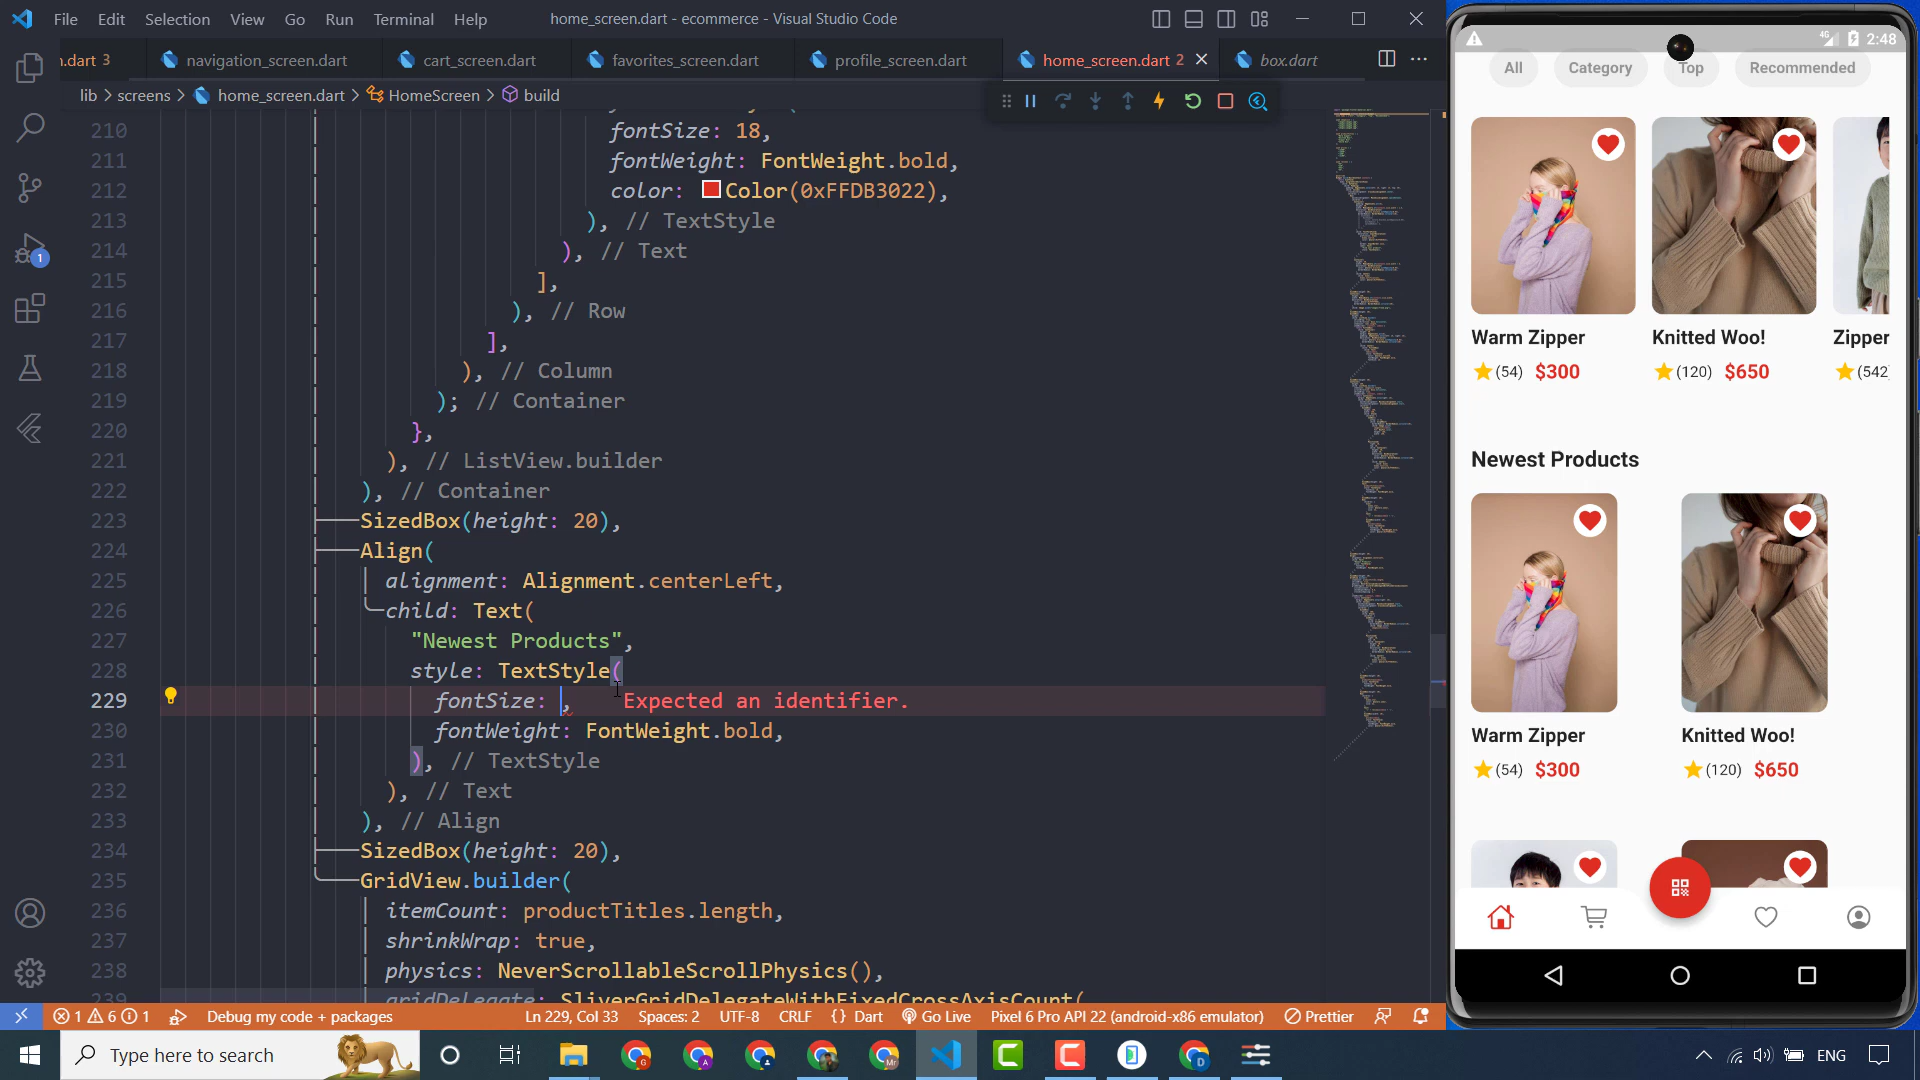 File Edit Selection View Go Run Terminal Help
home_screen.dart - ecommerce - Visual Studio Code
.dart 3
navigation_screen.dart
cart_screen.dart
favorites_screen.dart
profile_screen.dart
home_screen.dart 2
box.dart
lib > screens > home_screen.dart > HomeScreen > build
210 fontSize: 18,
211 fontWeight: FontWeight.bold,
212 color: Color(0xFFDB3022),
213 ), // TextStyle
214 ), // Text
215 ],
216 ), // Row
217 ],
218 ), // Column
219 ); // Container
220 },
221 ), // ListView.builder
222 ), // Container
223 SizedBox(height: 20),
224 Align(
225 alignment: Alignment.centerLeft,
226 child: Text(
227 "Newest Products",
228 style: TextStyle(
229 fontSize: , Expected an identifier.
230 fontWeight: FontWeight.bold,
231 ), // TextStyle
232 ), // Text
233 ), // Align
234 SizedBox(height: 20),
235 GridView.builder(
236 itemCount: productTitles.length,
237 shrinkWrap: true,
238 physics: NeverScrollableScrollPhysics(),
239 gridDelegate: SliverGridDelegateWithFixedCrossAxisCount(
1
1 6 1 Debug my code + packages
Ln 229, Col 33 Spaces: 2 UTF-8 CRLF {} Dart Go Live Pixel 6 Pro API 22 (android-x86 emulator) Prettier
Type here to search
ENG
4G 2:48
All Category Top Recommended
Warm Zipper Knitted Woo! Zipper
(54) $300 (120) $650 (542
Newest Products
Warm Zipper Knitted Woo!
(54) $300 (120) $650